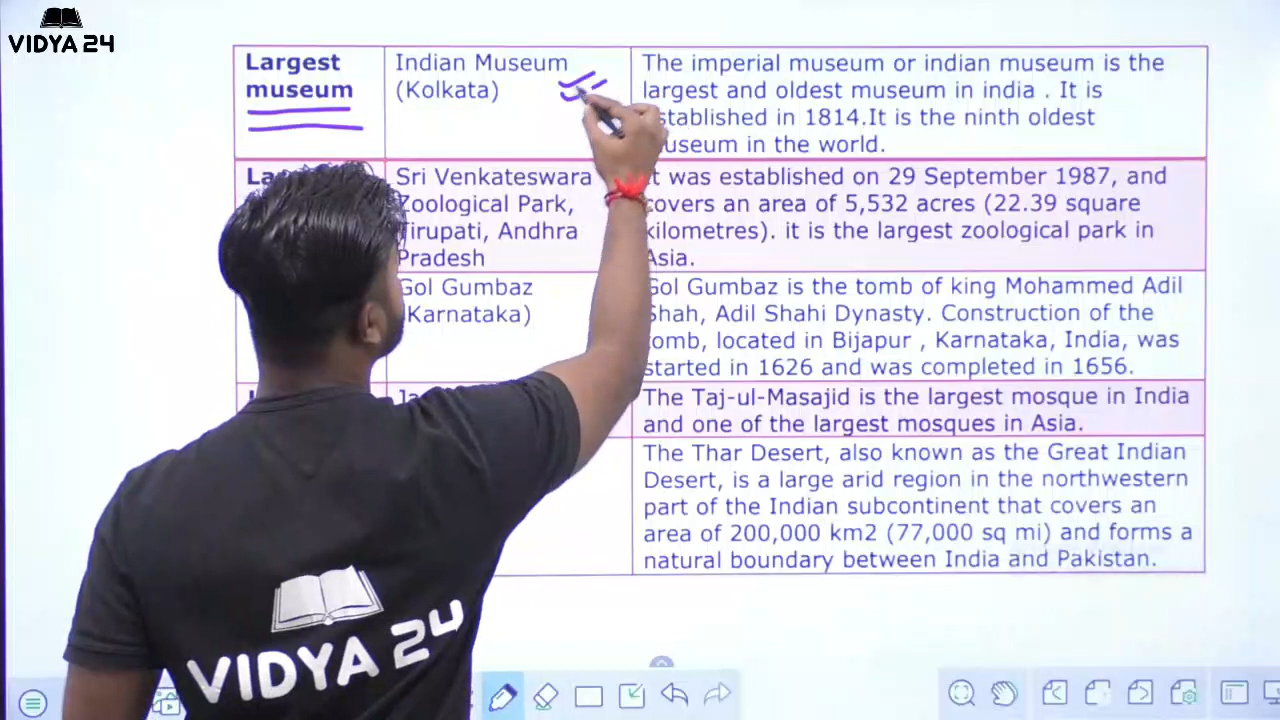 VIDYA 24
Largest
museum
Indian Museum
(Kolkata)
The imperial museum or indian museum is the
largest and oldest museum in india . It is
established in 1814.It is the ninth oldest
museum in the world.
Sri Venkateswara
Zoological Park,
Tirupati, Andhra
Pradesh
It was established on 29 September 1987, and
covers an area of 5,532 acres (22.39 square
kilometres). it is the largest zoological park in
Asia.
Gol Gumbaz
(Karnataka)
Gol Gumbaz is the tomb of king Mohammed Adil
Shah, Adil Shahi Dynasty. Construction of the
tomb, located in Bijapur , Karnataka, India, was
started in 1626 and was completed in 1656.
The Taj-ul-Masajid is the largest mosque in India
and one of the largest mosques in Asia.
The Thar Desert, also known as the Great Indian
Desert, is a large arid region in the northwestern
part of the Indian subcontinent that covers an
area of 200,000 km2 (77,000 sq mi) and forms a
natural boundary between India and Pakistan.
VIDYA 24